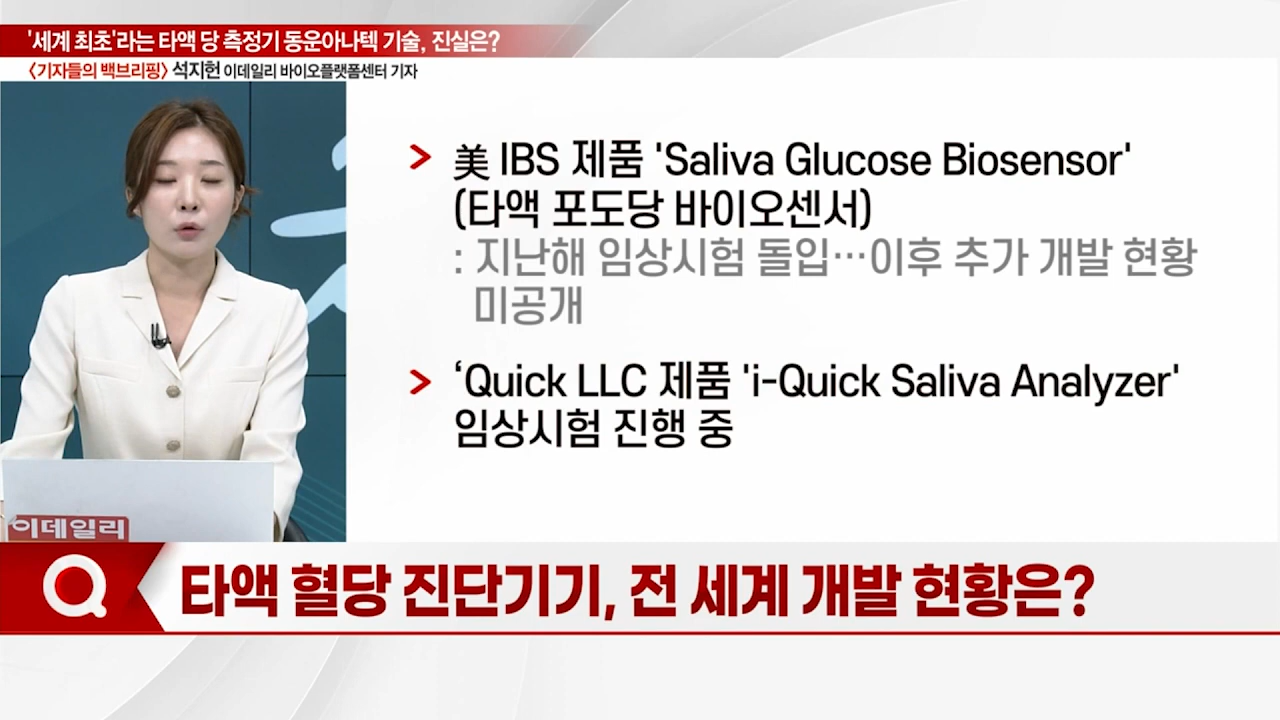 '세계 최초'라는 타액 당 측정기 동운아나텍 기술, 진실은?
<기자들의 백브리핑> 석지헌 이데일리 바이오플랫폼센터 기자
美 IBS 제품 'Saliva Glucose Biosensor'
(타액 포도당 바이오센서)
: 지난해 임상시험 돌입…이후 추가 개발 현황
미공개
‘Quick LLC 제품 'i-Quick Saliva Analyzer'
임상시험 진행 중
이데일리
Q 타액 혈당 진단기기, 전 세계 개발 현황은?